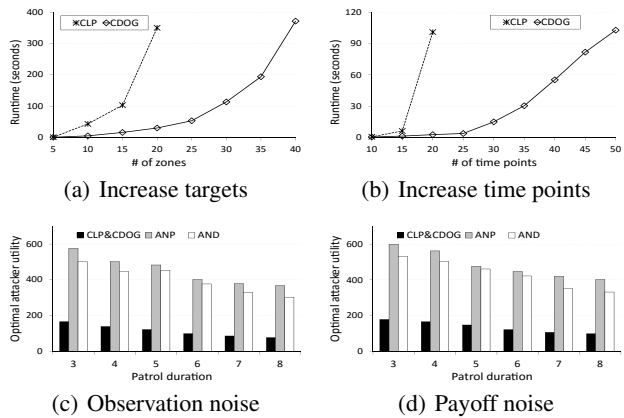 CLP CDOG
Runtime (seconds)
400
300
200
100
0
5 10 15 20 25 30 35 40
# of zones
(a) Increase targets
CLP CDOG
Runtime (seconds)
120
90
60
30
0
10 15 20 25 30 35 40 45 50
# of time points
(b) Increase time points
CLP&CDOG ANP AND
Optimal attacker utility
600
400
200
0
3 4 5 6 7 8
Patrol duration
(c) Observation noise
CLP&CDOG ANP AND
Optimal attacker utility
600
400
200
0
3 4 5 6 7 8
Patrol duration
(d) Payoff noise